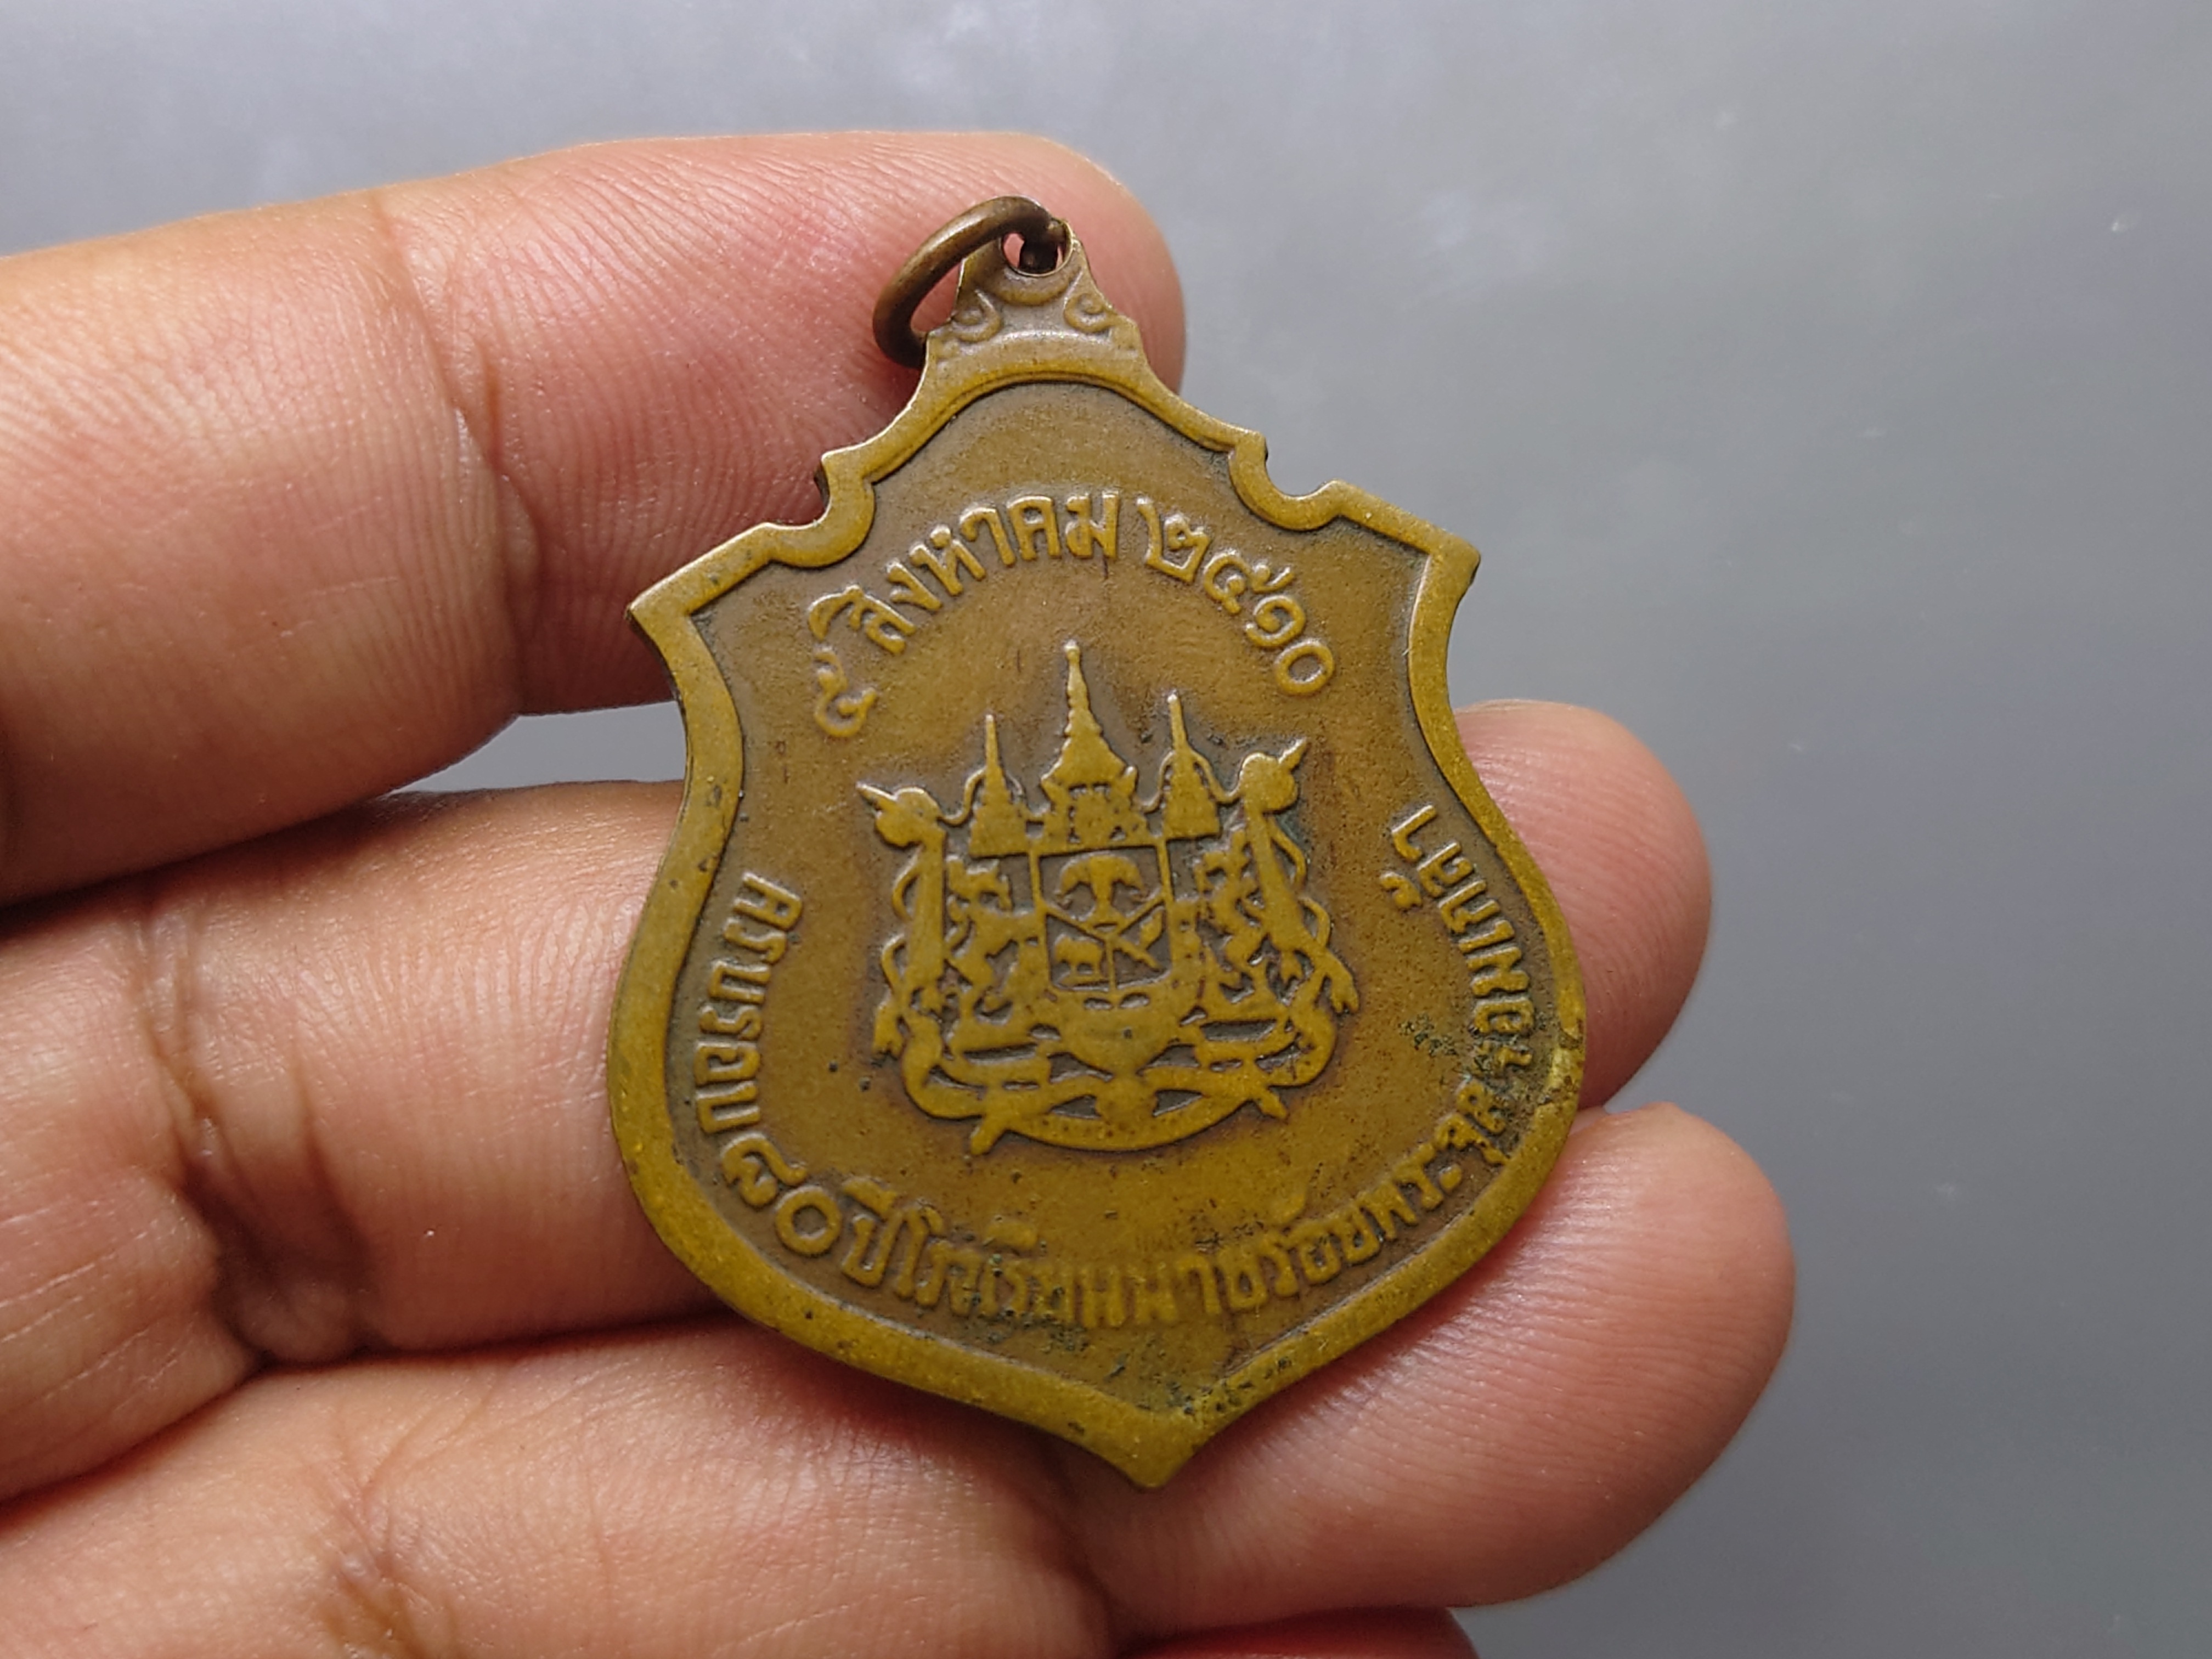 ๕ สิงหาคม ๒๕๑๐
ครบรอบ ๘๐ ปี โรงเรียนนายร้อยพระจุลจอมเกล้า